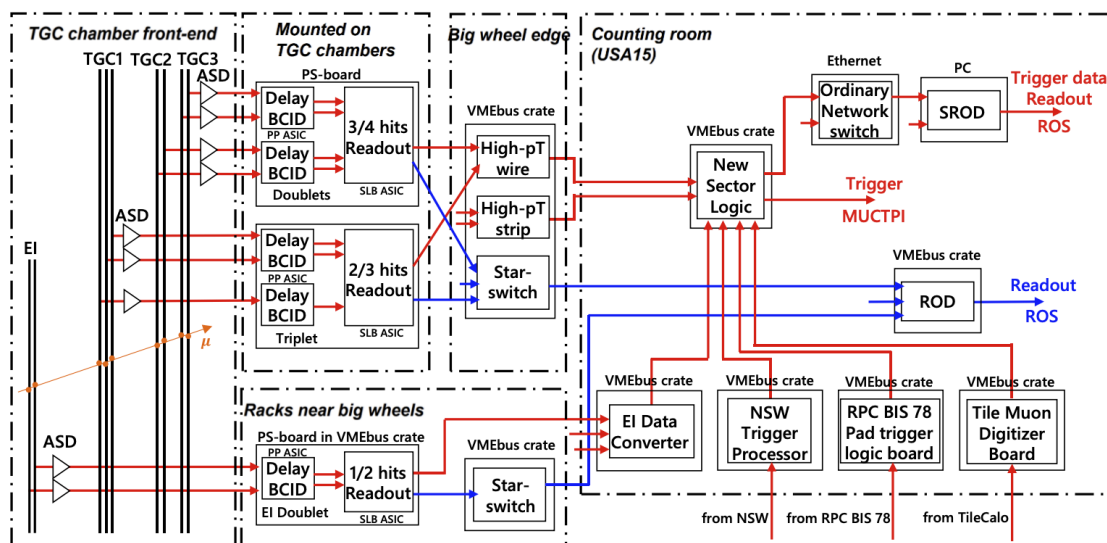 TGC chamber front-end
TGC1
TGC2
TGC3
ASD
ASD
EI
μ
ASD
Mounted on
TGC chambers
PS-board
Delay
BCID
PP ASIC
Delay
BCID
Doublets
3/4 hits
Readout
SLB ASIC
Delay
BCID
PP ASIC
Delay
BCID
Triplet
2/3 hits
Readout
SLB ASIC
Big wheel edge
VMEbus crate
High-pT
wire
High-pT
strip
Star-
switch
Racks near big wheels
PS-board in VMEbus crate
PP ASIC
Delay
BCID
EI Doublet
1/2 hits
Readout
SLB ASIC
VMEbus crate
Star-
switch
Counting room
(USA15)
VMEbus crate
New
Sector
Logic
Ethernet
Ordinary
Network
switch
PC
SROD
Trigger data
Readout
ROS
Trigger
MUCTPI
VMEbus crate
ROD
Readout
ROS
VMEbus crate
EI Data
Converter
VMEbus crate
NSW
Trigger
Processor
VMEbus crate
RPC BIS 78
Pad trigger
logic board
VMEbus crate
Tile Muon
Digitizer
Board
from NSW
from RPC BIS 78
from TileCalo